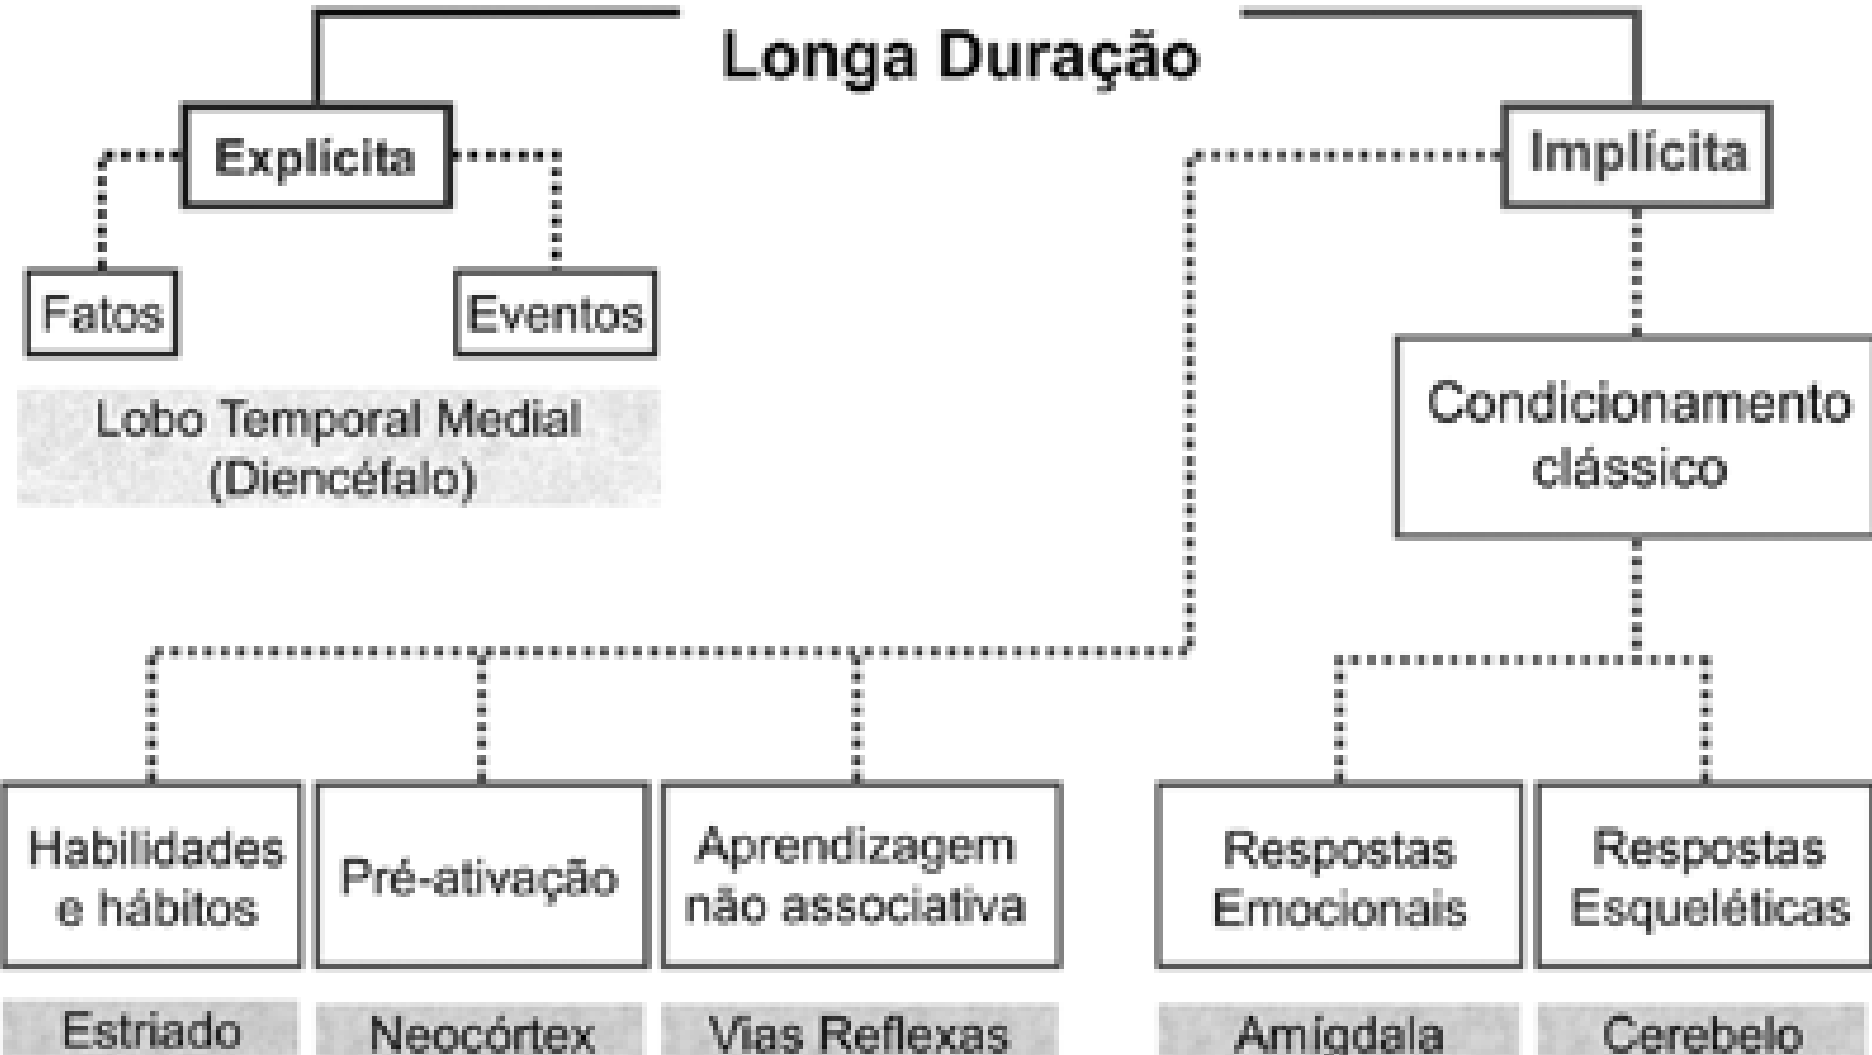 Longa Duração
Explícita
Implícita
Fatos
Eventos
Lobo Temporal Medial
(Diencéfalo)
Condicionamento
clássico
Habilidades
e hábitos
Pré-ativação
Aprendizagem
não associativa
Respostas
Emocionais
Respostas
Esqueléticas
Estriado
Neocórtex
Vias Reflexas
Amígdala
Cerebelo